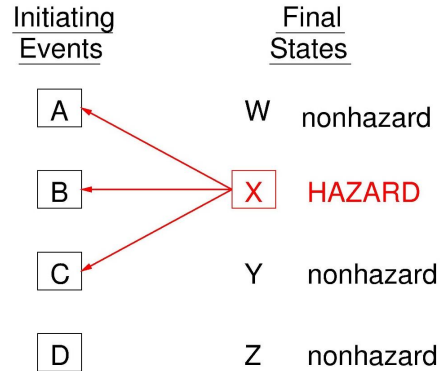 Initiating Final
Events States
A W nonhazard
B X HAZARD
C Y nonhazard
D Z nonhazard